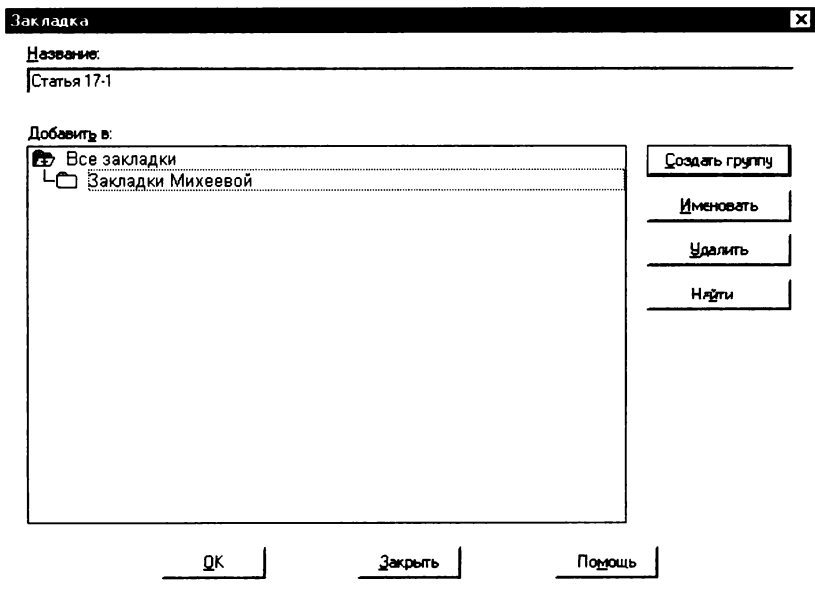 Закладка
Название:
Статья 17-1
Добавить в:
Все закладки
Закладки Михеевой
Создать группу
Именовать
Удалить
Найти
OK
Закрыть
Помощь